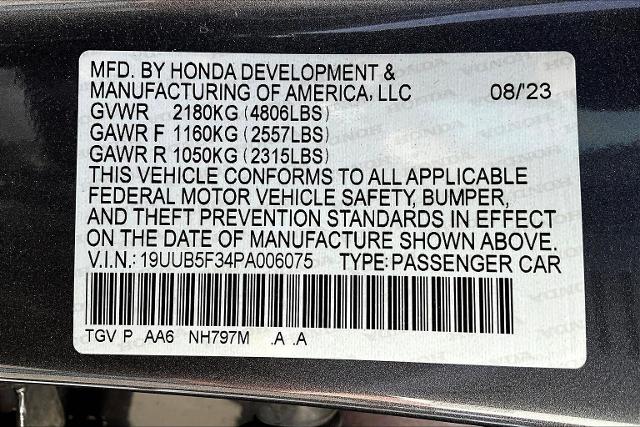 MFD. BY HONDA DEVELOPMENT &
MANUFACTURING OF AMERICA, LLC 08/'23
GVWR 2180KG (4806LBS)
GAWR F 1160KG (2557LBS)
GAWR R 1050KG (2315LBS)
THIS VEHICLE CONFORMS TO ALL APPLICABLE
FEDERAL MOTOR VEHICLE SAFETY, BUMPER,
AND THEFT PREVENTION STANDARDS IN EFFECT
ON THE DATE OF MANUFACTURE SHOWN ABOVE.
V.I.N.: 19UUB5F34PA006075 TYPE: PASSENGER CAR
TGV P AA6 NH797M .A .A